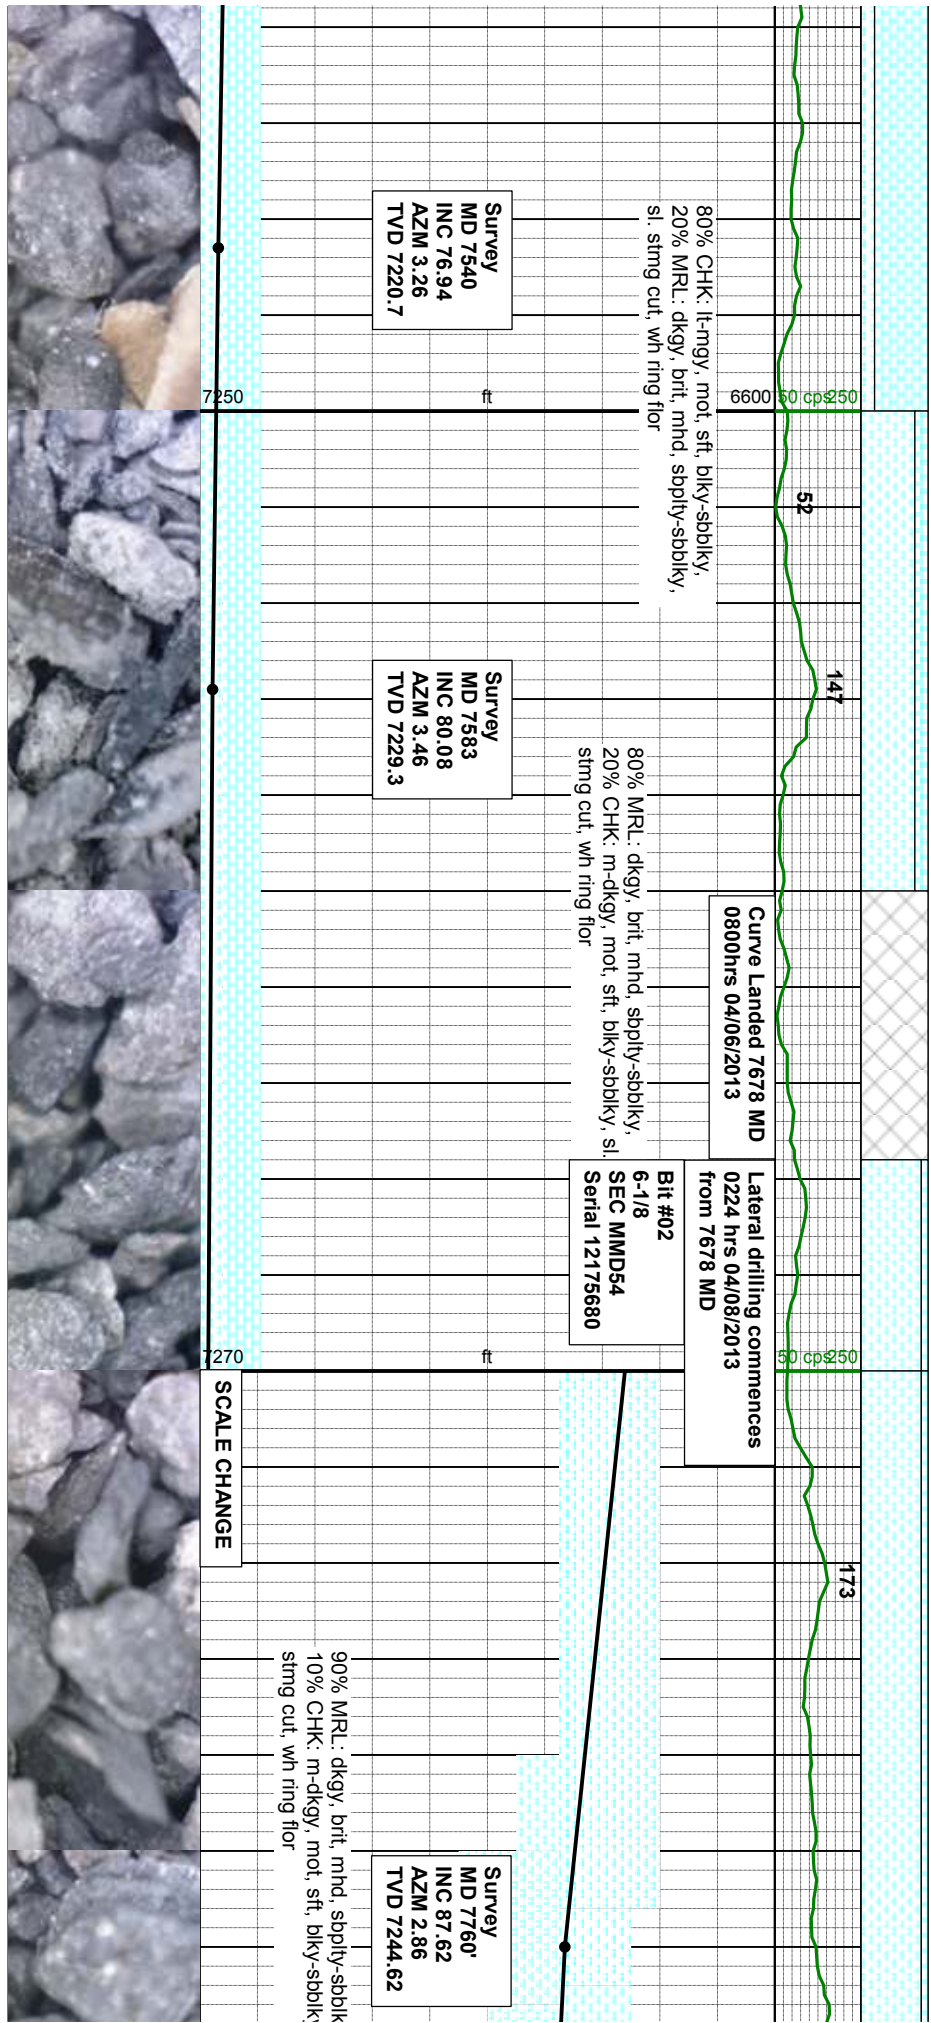 80% CHK: lt-mgy, mot, sft, blky-sbblky,
20% MRL: dkgy, brit, mhd, sbplty-sbblky,
sl. stmg cut, wh ring flor
Survey
MD 7540
INC 76.94
AZM 3.26
TVD 7220.7
7250
ft
6600
50 cps 250
52
147
Survey
MD 7583
INC 80.08
AZM 3.46
TVD 7229.3
80% MRL: dkgy, brit, mhd, sbplty-sbblky,
20% CHK: m-dkgy, mot, sft, blky-sbblky, sl.
stmg cut, wh ring flor
Curve Landed 7678 MD
0800hrs 04/06/2013
Lateral drilling commences
0224 hrs 04/08/2013
from 7678 MD
Bit #02
6-1/8
SEC MMD54
Serial 12175680
7270
ft
50 cps 250
SCALE CHANGE
173
90% MRL: dkgy, brit, mhd, sbplty-sbblk
10% CHK: m-dkgy, mot, sft, blky-sbblky
stmg cut, wh ring flor
Survey
MD 7760'
INC 87.62
AZM 2.86
TVD 7244.62